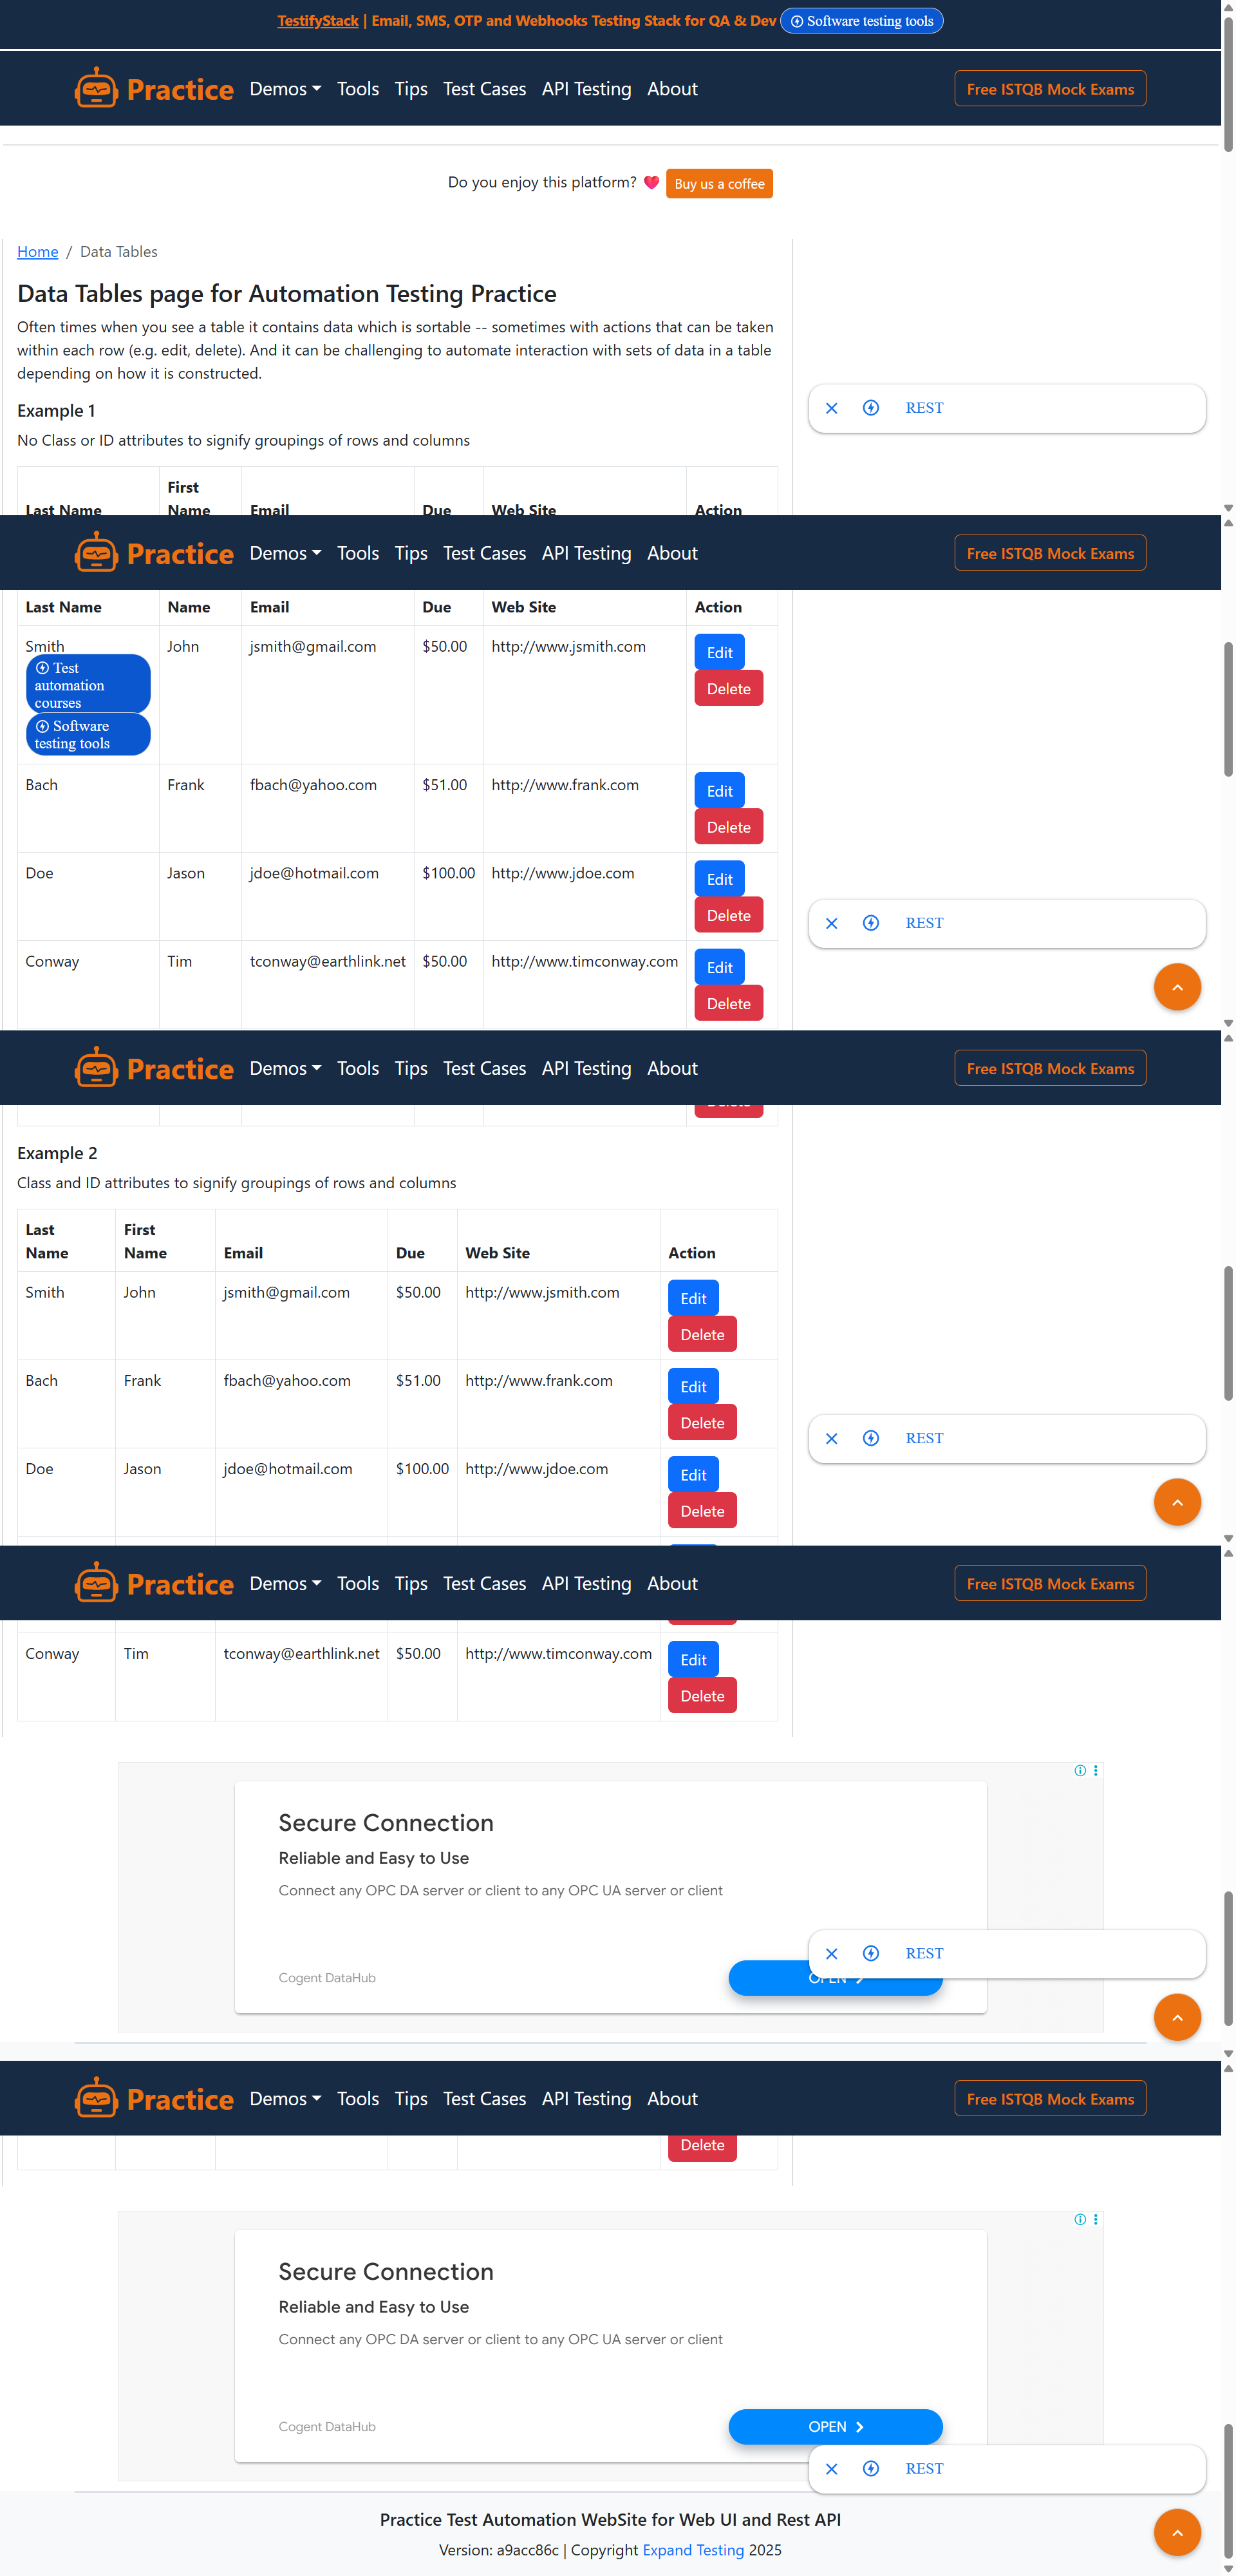 TestifyStack | Email, SMS, OTP and Webhooks Testing Stack for QA & Dev Software testing tools
Practice Demos Tools Tips Test Cases API Testing About Free ISTQB Mock Exams
Do you enjoy this platform? Buy us a coffee
Home / Data Tables
Data Tables page for Automation Testing Practice
Often times when you see a table it contains data which is sortable -- sometimes with actions that can be taken
within each row (e.g. edit, delete). And it can be challenging to automate interaction with sets of data in a table
depending on how it is constructed.
REST
Example 1
No Class or ID attributes to signify groupings of rows and columns
First
Last Name Name Email Due Web Site Action
Practice Demos Tools Tips Test Cases API Testing About Free ISTQB Mock Exams
Last Name Name Email Due Web Site Action
Smith John jsmith@gmail.com $50.00 http://www.jsmith.com Edit
Test
automation
courses
Delete
Software
testing tools
Bach Frank fbach@yahoo.com $51.00 http://www.frank.com Edit
Delete
Doe Jason jdoe@hotmail.com $100.00 http://www.jdoe.com Edit
Delete
REST
Conway Tim tconway@earthlink.net $50.00 http://www.timconway.com Edit
Delete
Practice Demos Tools Tips Test Cases API Testing About Free ISTQB Mock Exams
Delete
Example 2
Class and ID attributes to signify groupings of rows and columns
Last First
Name Name Email Due Web Site Action
Smith John jsmith@gmail.com $50.00 http://www.jsmith.com Edit
Delete
Bach Frank fbach@yahoo.com $51.00 http://www.frank.com Edit
Delete
REST
Doe Jason jdoe@hotmail.com $100.00 http://www.jdoe.com Edit
Delete
Practice Demos Tools Tips Test Cases API Testing About Free ISTQB Mock Exams
Conway Tim tconway@earthlink.net $50.00 http://www.timconway.com Edit
Delete
Secure Connection
Reliable and Easy to Use
Connect any OPC DA server or client to any OPC UA server or client
REST
Cogent DataHub OPEN
Practice Demos Tools Tips Test Cases API Testing About Free ISTQB Mock Exams
Delete
Secure Connection
Reliable and Easy to Use
Connect any OPC DA server or client to any OPC UA server or client
Cogent DataHub OPEN
REST
Practice Test Automation WebSite for Web UI and Rest API
Version: a9acc86c | Copyright Expand Testing 2025